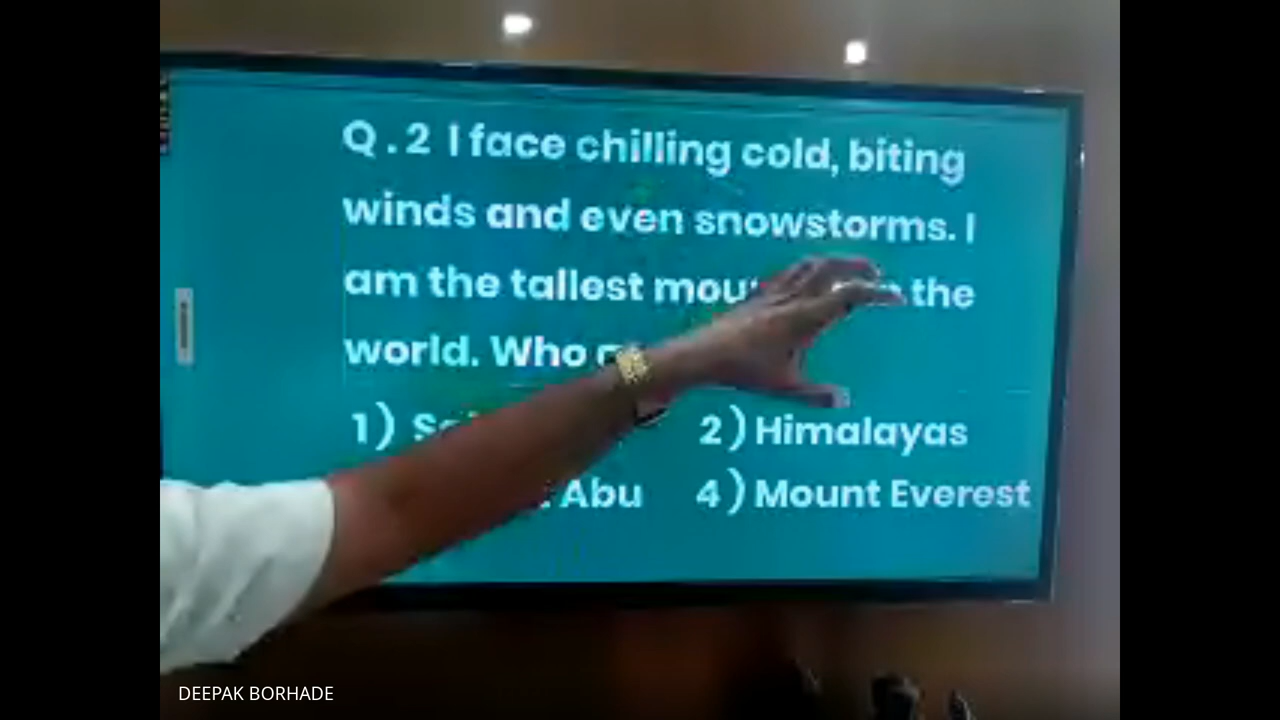 Q.2 I face chilling cold, biting
winds and even snowstorms. I
am the tallest the
world. Who
1) 2) Himalayas
Abu 4) Mount Everest
DEEPAK BORHADE